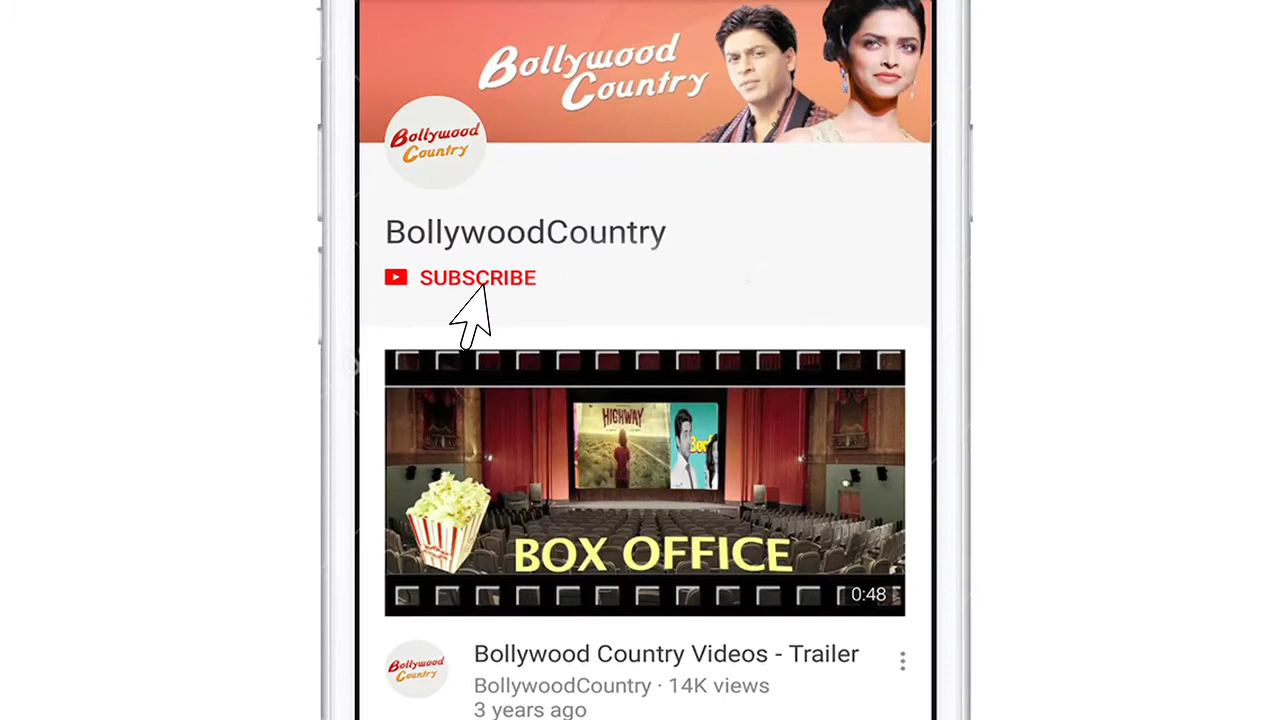 Bollywood
Country
Bollywood
Country
BollywoodCountry
SUBSCRIBE
HIGHWAY
BOX OFFICE
0:48
Bollywood
Country
Bollywood Country Videos - Trailer
BollywoodCountry · 14K views
3 years ago